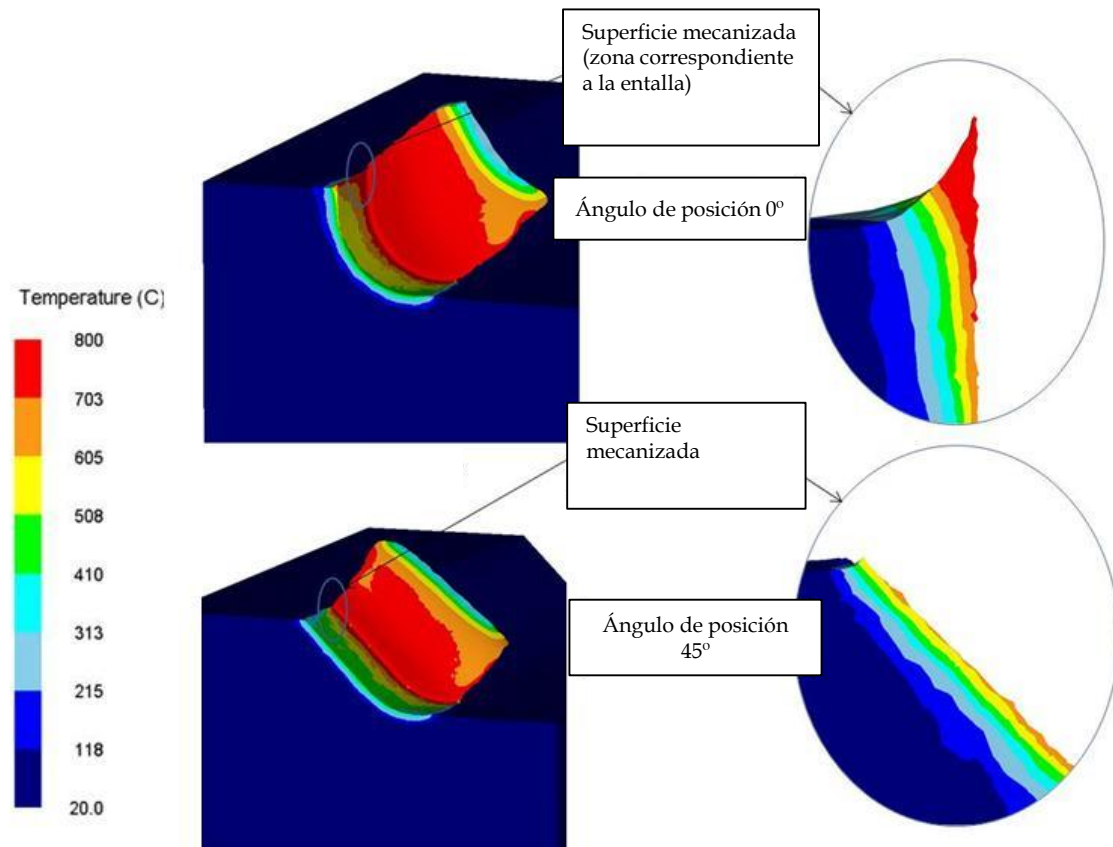 Superficie mecanizada
(zona correspondiente
a la entalla)
Ángulo de posición 0º
Temperature (C)
800
703
605
508
410
313
215
118
20.0
Superficie
mecanizada
Ángulo de posición
45º